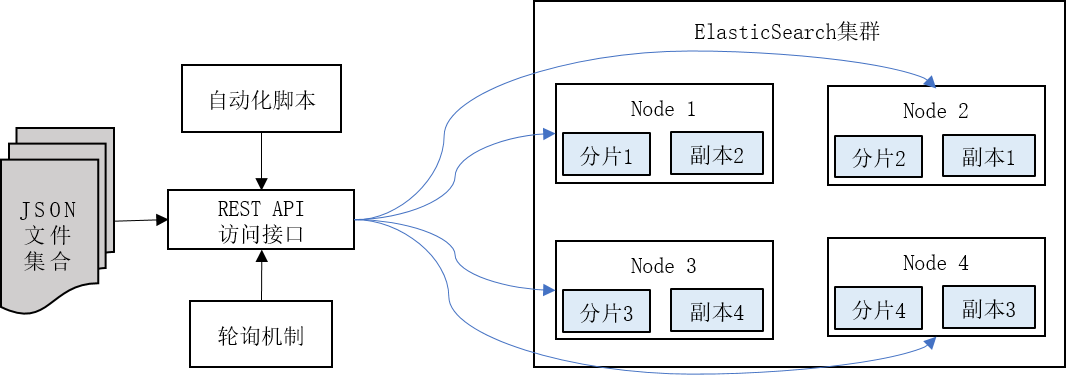 JSON
文件
集合
自动化脚本
REST API
访问接口
轮询机制
ElasticSearch集群
Node 1
分片1
副本2
Node 2
分片2
副本1
Node 3
分片3
副本4
Node 4
分片4
副本3